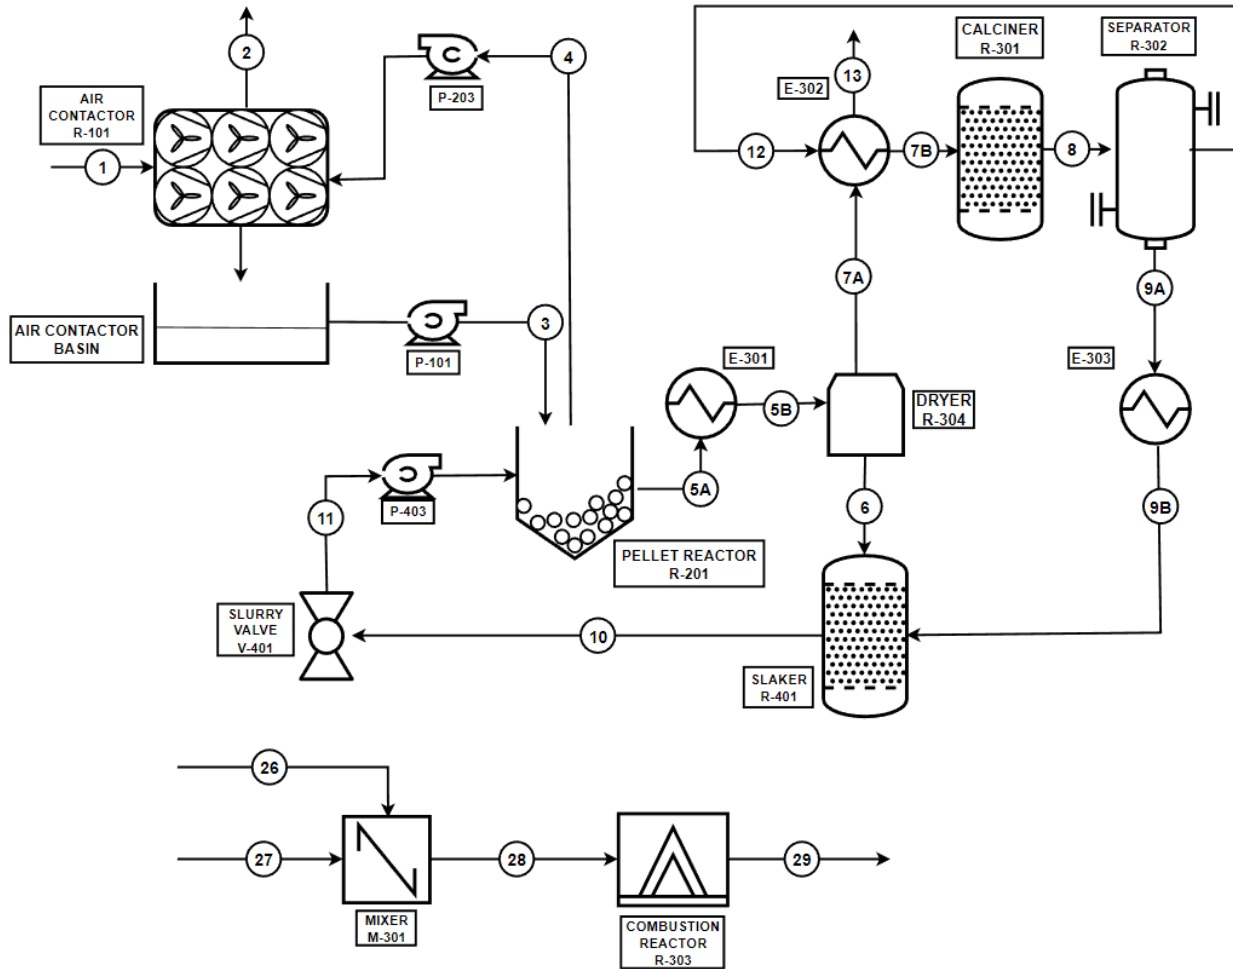 2
4
CALCINER
R-301
SEPARATOR
R-302
AIR
CONTACTOR
R-101
P-203
E-302
13
1
12
7B
8
7A
9A
AIR CONTACTOR
BASIN
3
P-101
E-301
E-303
5B
DRYER
R-304
5A
11
P-403
6
9B
PELLET REACTOR
R-201
SLURRY
VALVE
V-401
10
SLAKER
R-401
26
27
28
29
MIXER
M-301
COMBUSTION
REACTOR
R-303